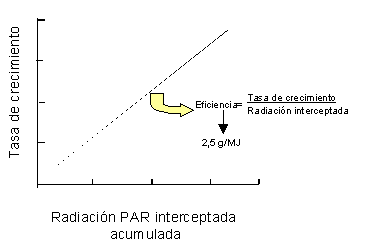 Tasa de crecimiento
Eficiencia= Tasa de crecimiento
Radiación interceptada
2,5 g/MJ
Radiación PAR interceptada
acumulada